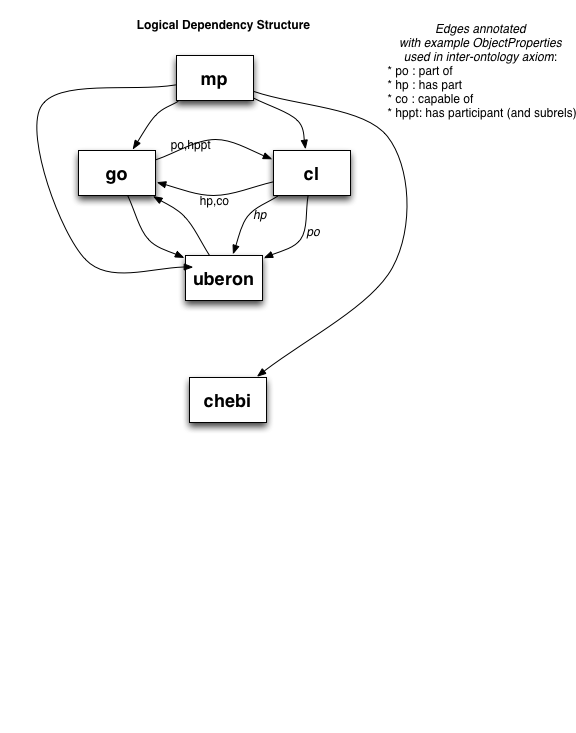 Logical Dependency Structure
Edges annotated
with example ObjectProperties
used in inter-ontology axiom:
* po : part of
* hp : has part
* co : capable of
* hppt: has participant (and subrels)
mp
po,hppt
go
cl
hp,co
hp
po
uberon
chebi